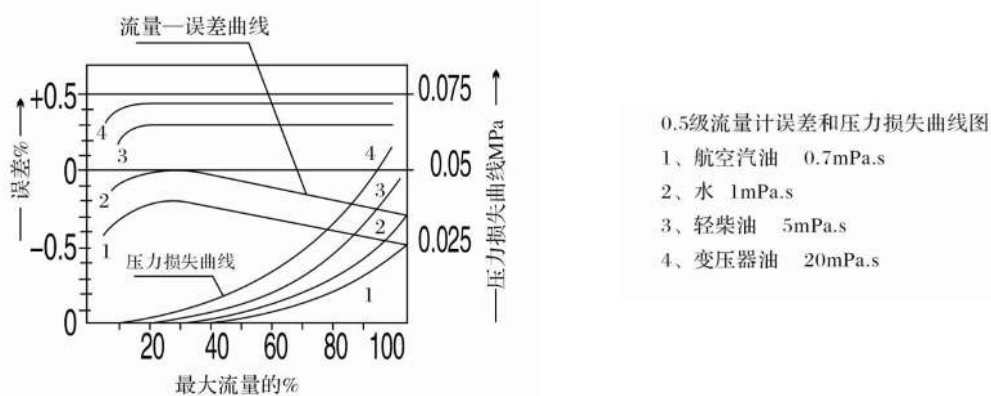 流量—误差曲线
+0.5
0
−0.5
0
误差%
0.075
0.05
0.025
压力损失曲线MPa
4
3
2
1
4
3
2
1
压力损失曲线
20 40 60 80 100
最大流量的%
0.5级流量计误差和压力损失曲线图
1、航空汽油 0.7mPa.s
2、水 1mPa.s
3、轻柴油 5mPa.s
4、变压器油 20mPa.s